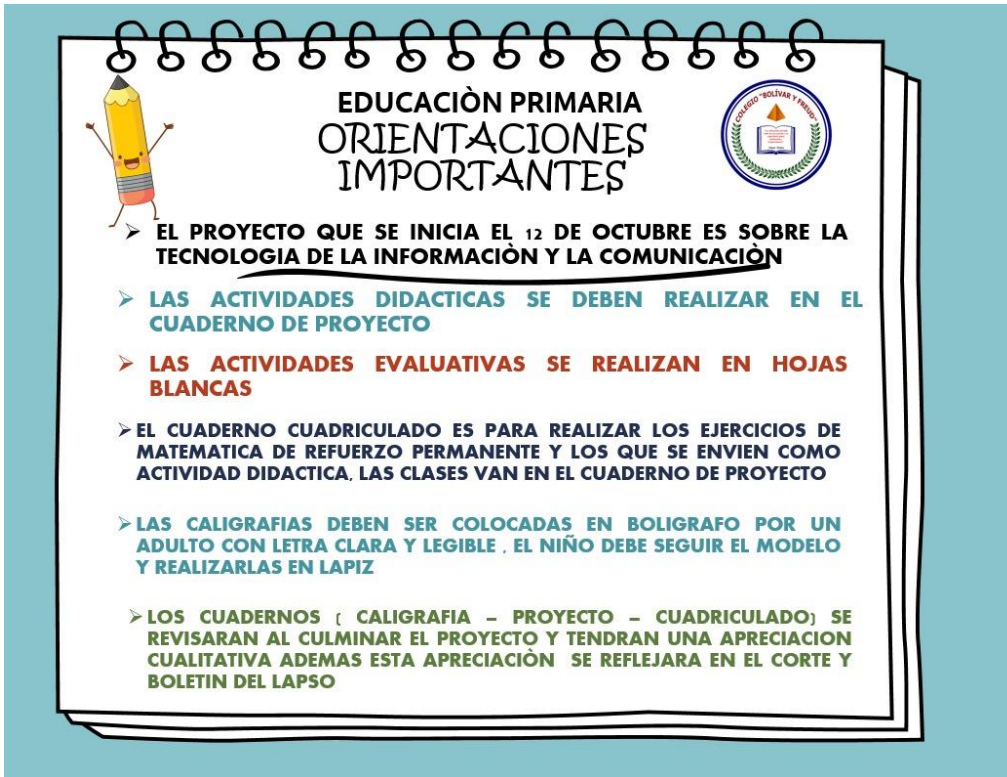 EDUCACIÒN PRIMARIA
ORIENTACIONES
IMPORTANTES
COLEGIO "BOLÍVAR Y FREUD"
➢ EL PROYECTO QUE SE INICIA EL 12 DE OCTUBRE ES SOBRE LA
TECNOLOGIA DE LA INFORMACIÒN Y LA COMUNICACIÒN
➢ LAS ACTIVIDADES DIDACTICAS SE DEBEN REALIZAR EN EL
CUADERNO DE PROYECTO
➢ LAS ACTIVIDADES EVALUATIVAS SE REALIZAN EN HOJAS
BLANCAS
➢ EL CUADERNO CUADRICULADO ES PARA REALIZAR LOS EJERCICIOS DE
MATEMATICA DE REFUERZO PERMANENTE Y LOS QUE SE ENVIEN COMO
ACTIVIDAD DIDACTICA, LAS CLASES VAN EN EL CUADERNO DE PROYECTO
➢ LAS CALIGRAFIAS DEBEN SER COLOCADAS EN BOLIGRAFO POR UN
ADULTO CON LETRA CLARA Y LEGIBLE , EL NIÑO DEBE SEGUIR EL MODELO
Y REALIZARLAS EN LAPIZ
➢ LOS CUADERNOS ( CALIGRAFIA – PROYECTO – CUADRICULADO) SE
REVISARAN AL CULMINAR EL PROYECTO Y TENDRAN UNA APRECIACION
CUALITATIVA ADEMAS ESTA APRECIACIÒN SE REFLEJARA EN EL CORTE Y
BOLETIN DEL LAPSO